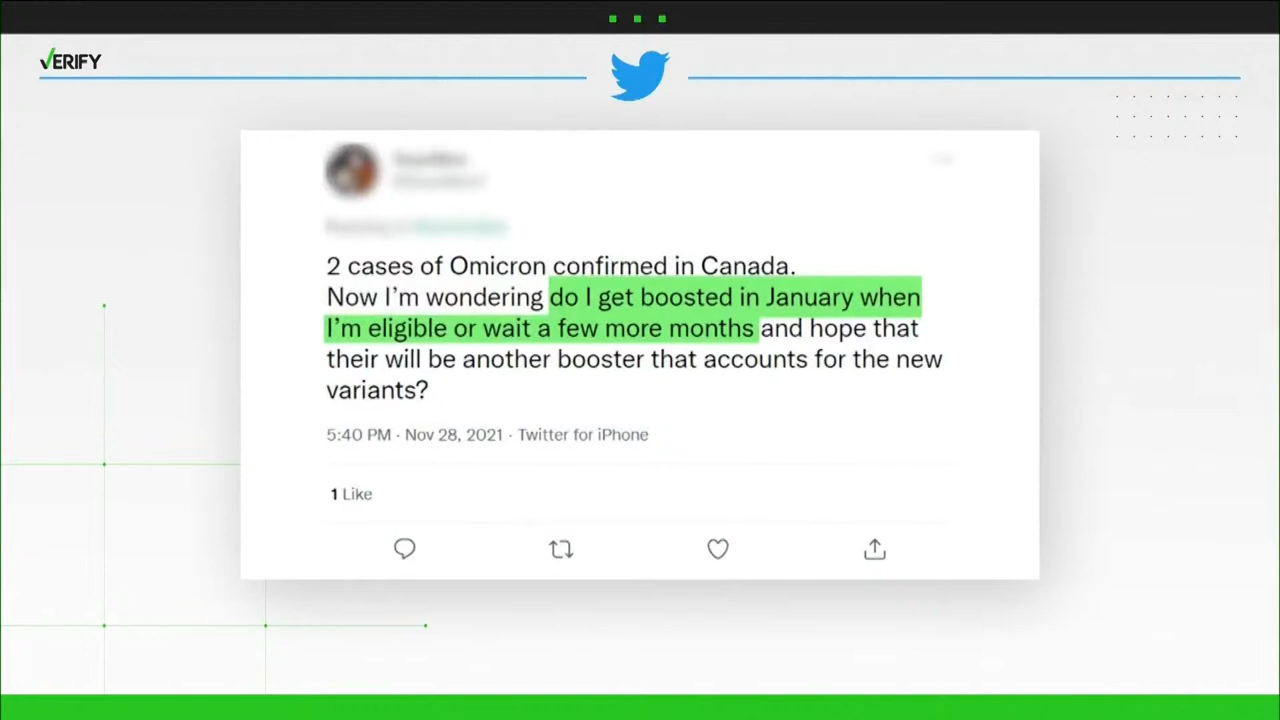 VERIFY
2 cases of Omicron confirmed in Canada.
Now I'm wondering do I get boosted in January when
I'm eligible or wait a few more months and hope that
their will be another booster that accounts for the new
variants?
5:40 PM · Nov 28, 2021 · Twitter for iPhone
1 Like